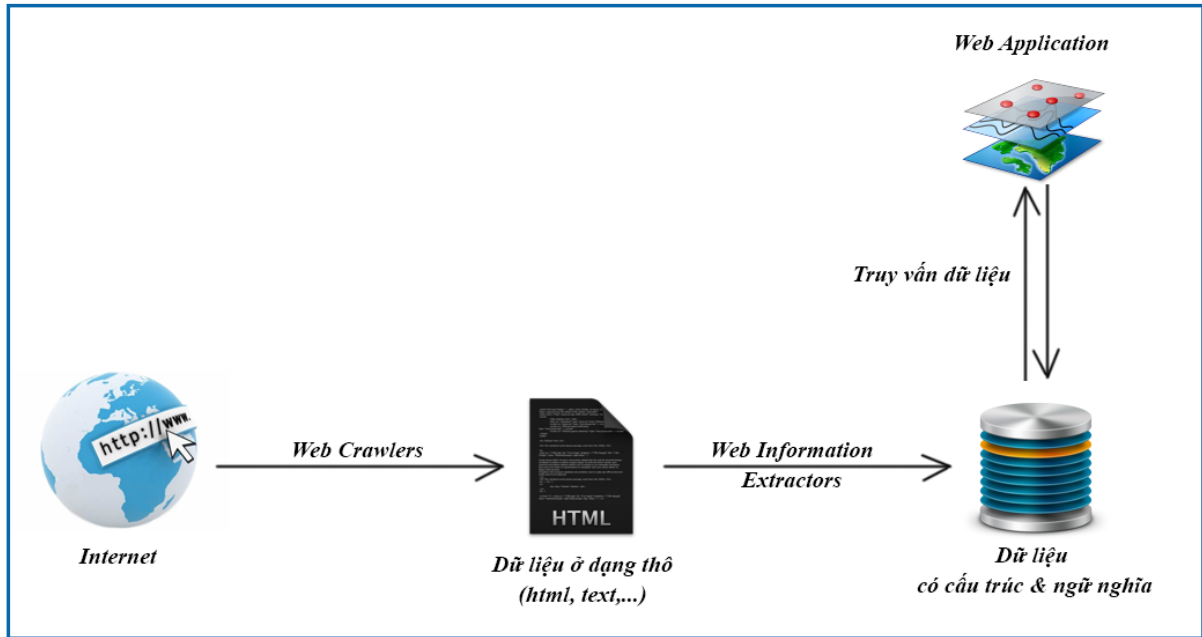 Web Application
Truy vấn dữ liệu
http://www.
Web Crawlers
Web Information
Extractors
HTML
Internet
Dữ liệu ở dạng thô
(html, text,...)
Dữ liệu
có cấu trúc & ngữ nghĩa